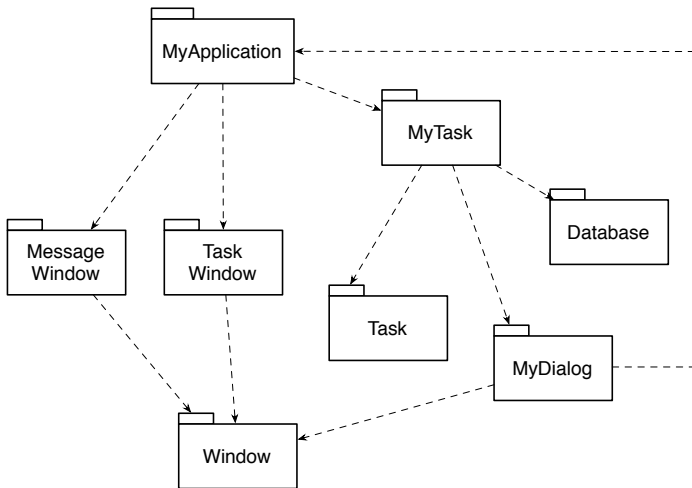 MyApplication
MyTask
Message
Window
Task
Window
Database
Task
MyDialog
Window